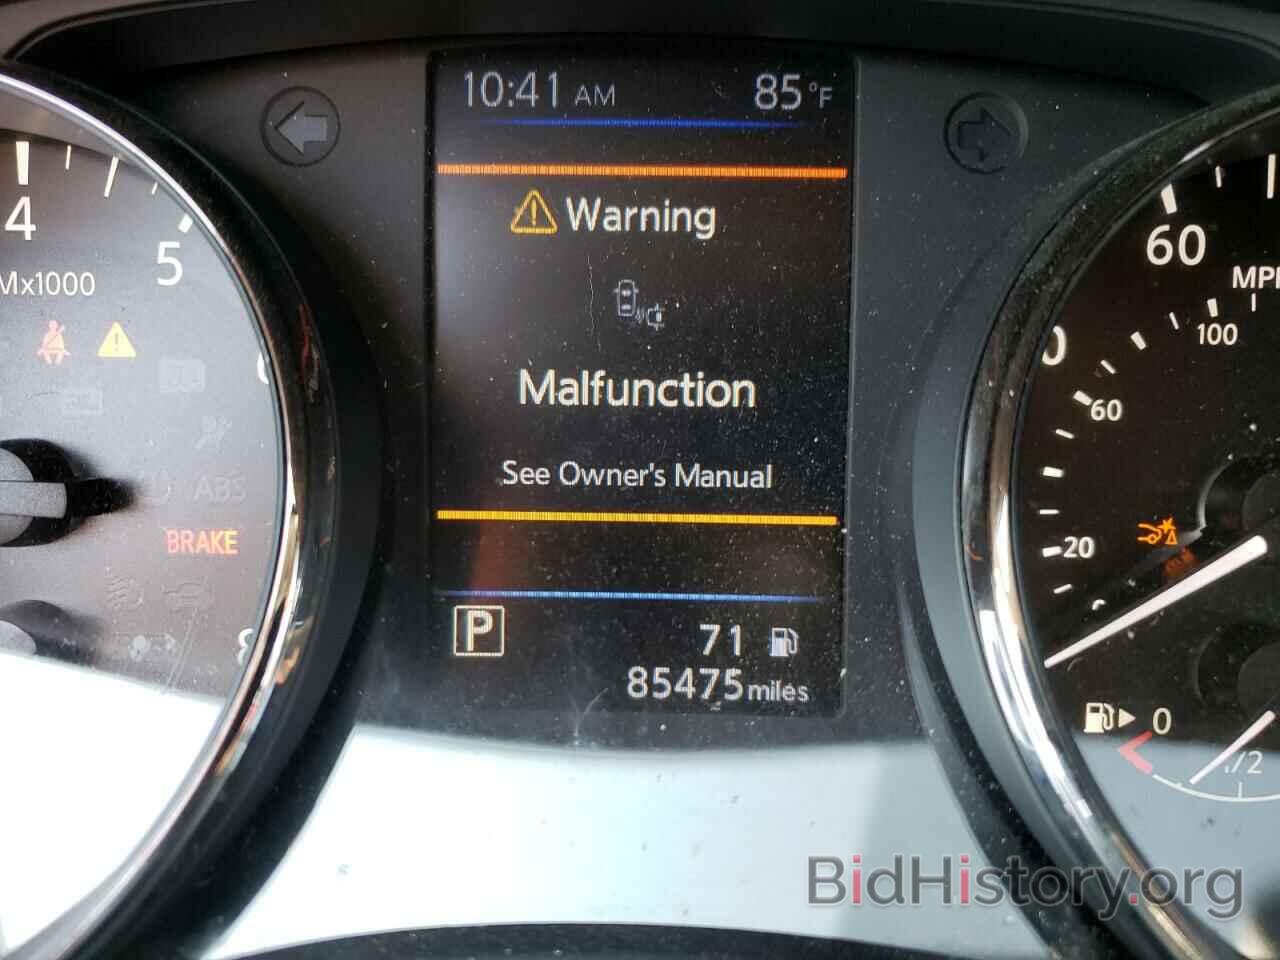 10:41 AM 85°F
Warning
4
5
Mx1000
60
MPH
100
Malfunction
60
See Owner's Manual
ABS
BRAKE
20
P
71
85475 miles
8
0
1/2
BidHistory.org